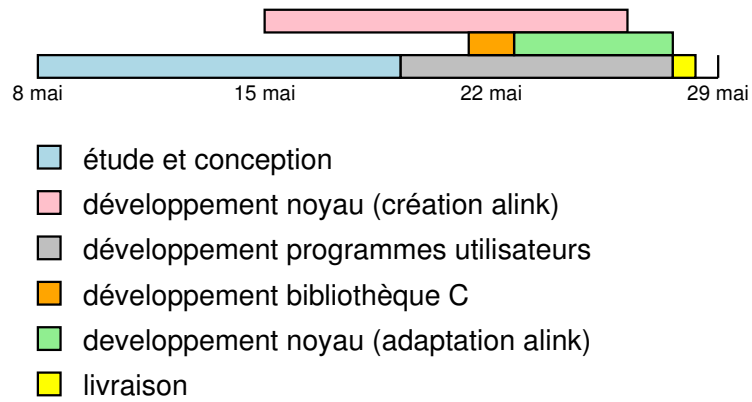 8 mai 15 mai 22 mai 29 mai
étude et conception
développement noyau (création alink)
développement programmes utilisateurs
développement bibliothèque C
developpement noyau (adaptation alink)
livraison